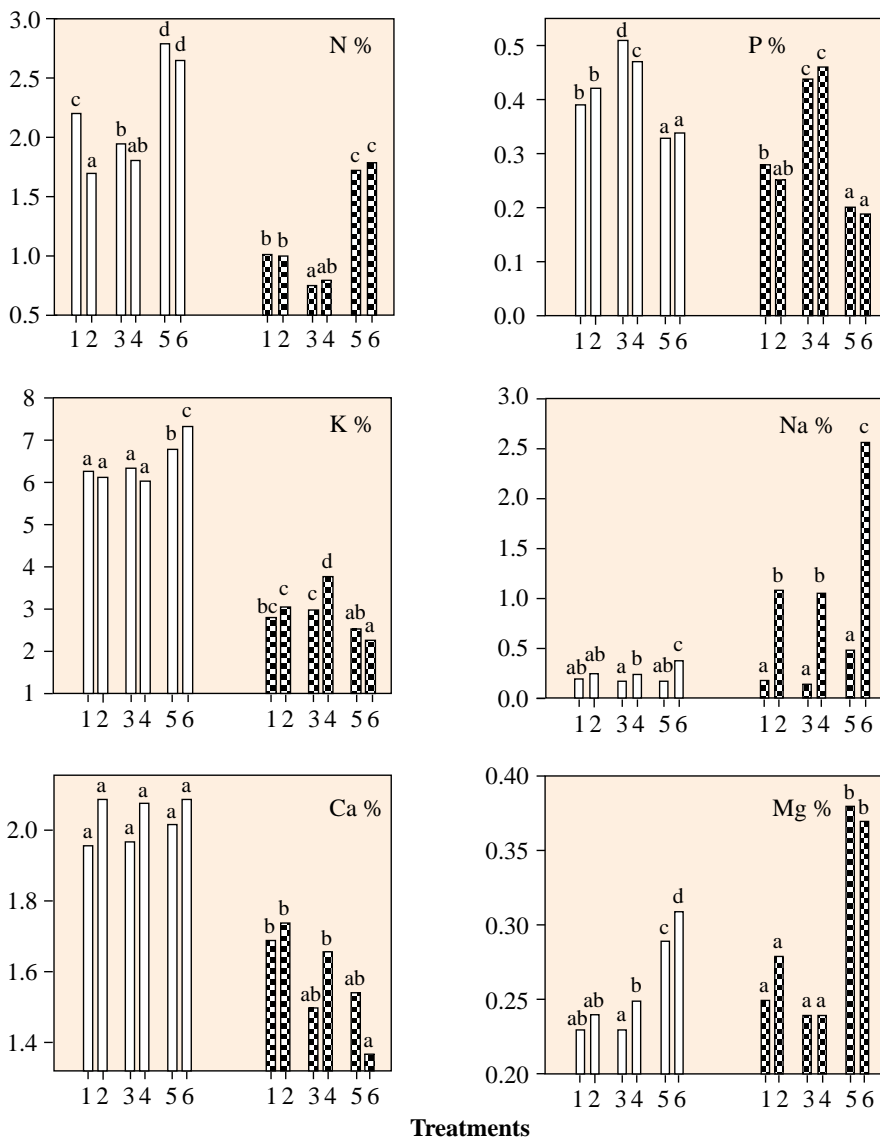 N %
3.0
2.5
2.0
1.5
1.0
0.5
c
a
b
ab
d
d
b
b
a
ab
c
c
1 2 3 4 5 6 1 2 3 4 5 6
P %
0.5
0.4
0.3
0.2
0.1
0.0
b
b
d
c
a
a
b
ab
c
c
a
a
1 2 3 4 5 6 1 2 3 4 5 6
K %
8
7
6
5
4
3
2
1
a
a
a
a
b
c
bc
c
c
d
ab
a
1 2 3 4 5 6 1 2 3 4 5 6
Na %
3.0
2.5
2.0
1.5
1.0
0.5
0.0
ab
ab
a
b
ab
c
a
b
a
b
a
c
1 2 3 4 5 6 1 2 3 4 5 6
Ca %
2.0
1.8
1.6
1.4
a
a
a
a
a
a
b
b
ab
b
ab
a
1 2 3 4 5 6 1 2 3 4 5 6
Mg %
0.40
0.35
0.30
0.25
0.20
ab
ab
a
b
c
d
a
a
a
a
b
b
1 2 3 4 5 6 1 2 3 4 5 6
Treatments